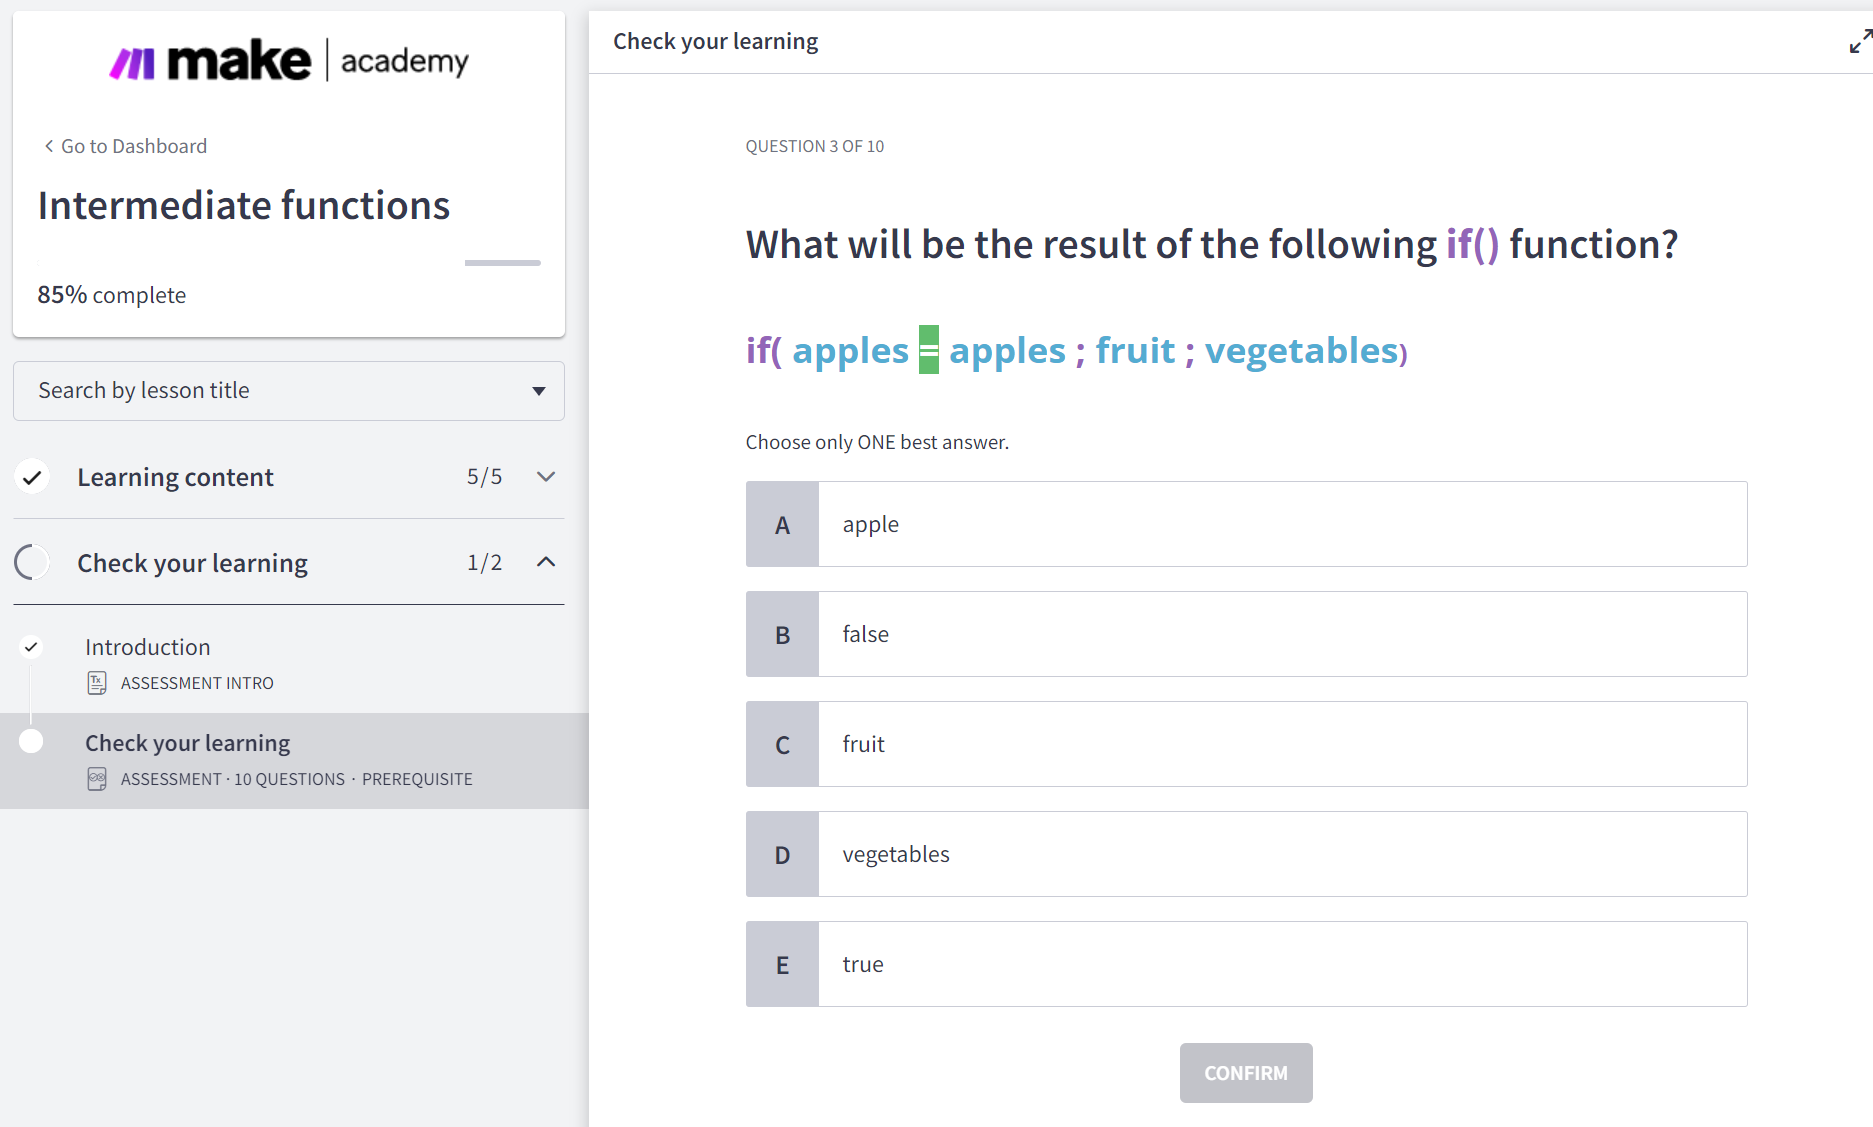 make | academy
Go to Dashboard
Intermediate functions
85% complete
Search by lesson title
Learning content 5/5
Check your learning 1/2
Introduction
ASSESSMENT INTRO
Check your learning
ASSESSMENT · 10 QUESTIONS · PREREQUISITE
Check your learning
QUESTION 3 OF 10
What will be the result of the following if() function?
if( apples = apples ; fruit ; vegetables)
Choose only ONE best answer.
A apple
B false
C fruit
D vegetables
E true
CONFIRM